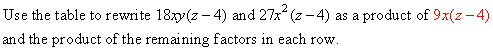 Use the table to rewrite 18xy(z – 4) and 27x²(z – 4) as a product of 9x(z – 4)
and the product of the remaining factors in each row.